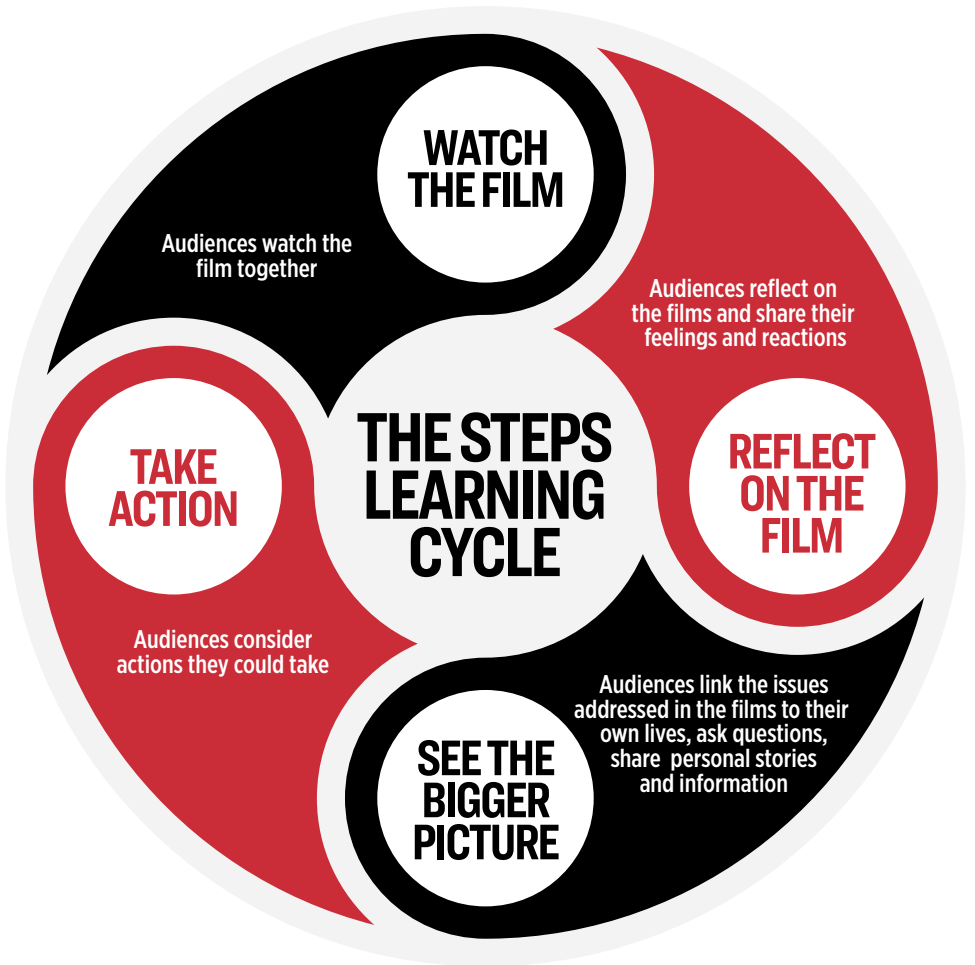 WATCH
THE FILM
Audiences watch the
film together
Audiences reflect on
the films and share their
feelings and reactions
REFLECT
ON THE
FILM
THE STEPS
LEARNING
CYCLE
TAKE
ACTION
Audiences consider
actions they could take
Audiences link the issues
addressed in the films to their
own lives, ask questions,
share personal stories
and information
SEE THE
BIGGER
PICTURE